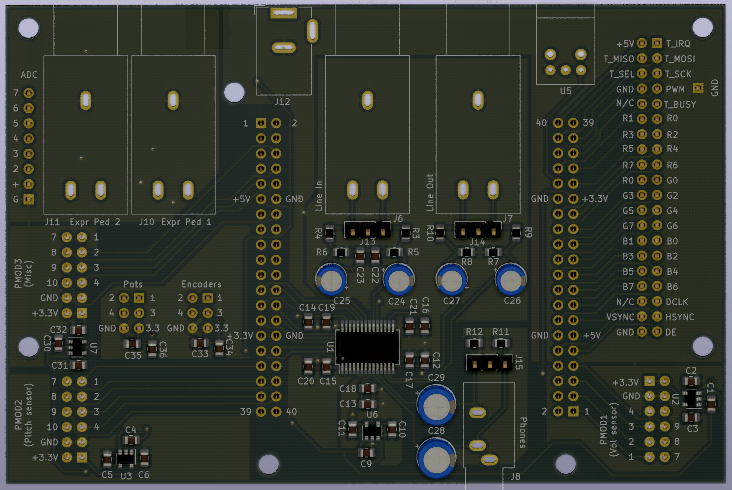 ADC
7
6
5
4
3
2
+
G
J11 Expr Ped 2
J10 Expr Ped 1
J12
1
2
+5V
GND
GND
+3.3V
GND
39
40
Line In
Line Out
J6
J13
R4
R3
R6
R5
C23
C22
J7
J14
R10
R9
R8
R7
C25
C24
C27
C26
U5
40
39
GND
+3.3V
GND
+5V
2
1
+5V
T_IRQ
T_MISO
T_MOSI
T_SEL
T_SCK
GND
PWM
GND
N/C
T_BUSY
R1
R0
R3
R2
R5
R4
R7
R6
R0
G0
G3
G2
G5
G4
G7
G6
B1
B0
B3
B2
B5
B4
B7
B6
N/C
DCLK
VSYNC
HSYNC
GND
DE
PMOD3
(Misc)
7
1
8
2
9
3
10
4
GND
+3.3V
Pots
2
1
4
3
GND
3.3
C35
C36
Encoders
2
1
4
3
GND
3.3
C33
C34
C32
C30
U7
C31
PMOD2
(Pitch sensor)
7
1
8
2
9
3
10
4
GND
+3.3V
C4
C5
U3
C6
C14
C19
C21
C16
U1
C20
C15
C17
C12
C18
C13
U6
C11
C10
C9
C29
C28
R12
R11
J15
Phones
J8
PMOD1
(Vol sensor)
+3.3V
GND
4
3
9
2
8
1
7
C2
C1
U2
C3